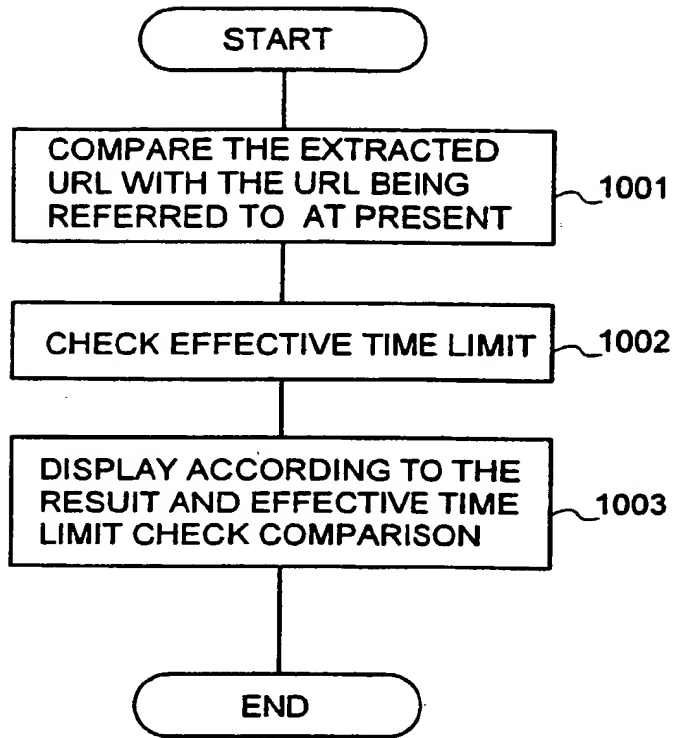 START
COMPARE THE EXTRACTED
URL WITH THE URL BEING
REFERRED TO AT PRESENT
1001
CHECK EFFECTIVE TIME LIMIT
1002
DISPLAY ACCORDING TO THE
RESUIT AND EFFECTIVE TIME
LIMIT CHECK COMPARISON
1003
END